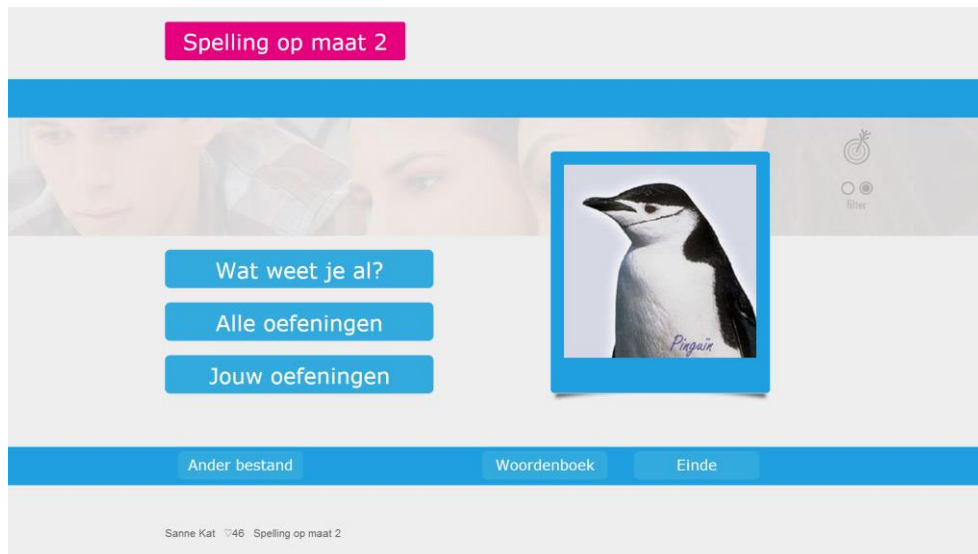 Spelling op maat 2
filter
Wat weet je al?
Alle oefeningen
Jouw oefeningen
Pinguïn
Ander bestand
Woordenboek
Einde
Sanne Kat ♡46 Spelling op maat 2